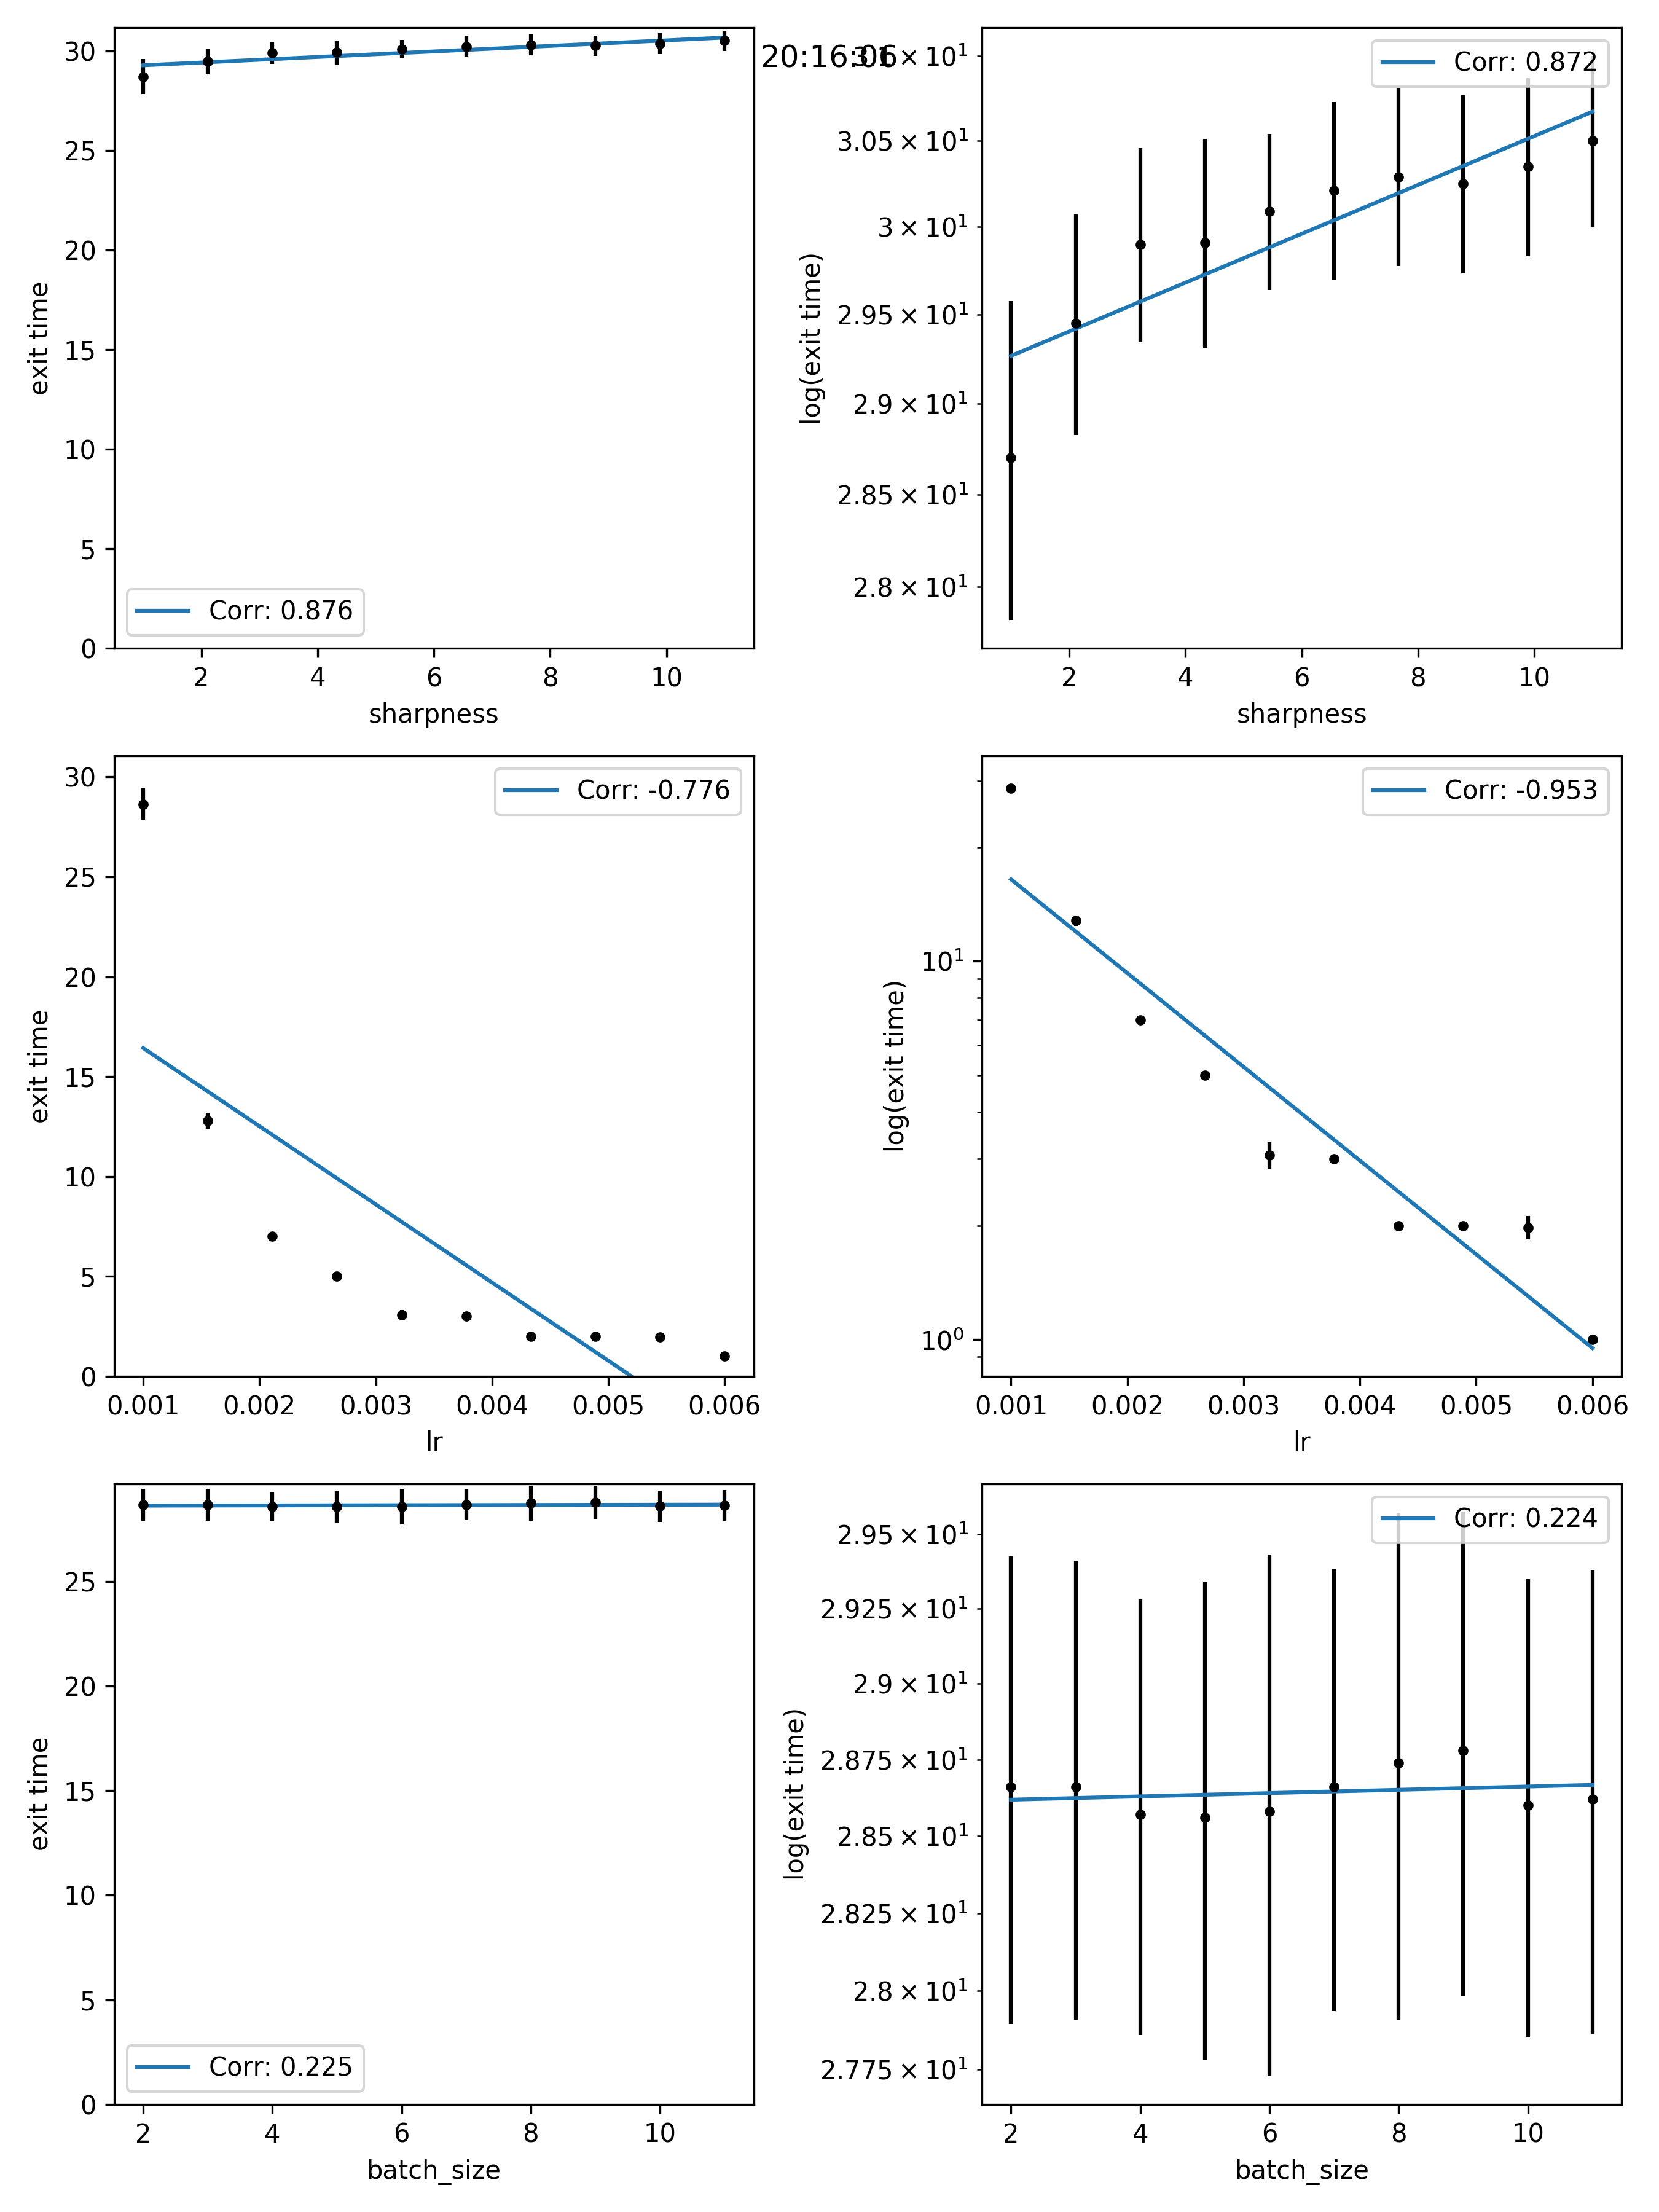 30
25
20
15
10
5
0
exit time
Corr: 0.876
2 4 6 8 10
sharpness
20:16:06
3.1 × 10¹
3.05 × 10¹
3 × 10¹
2.95 × 10¹
2.9 × 10¹
2.85 × 10¹
2.8 × 10¹
log(exit time)
Corr: 0.872
2 4 6 8 10
sharpness
30
25
20
15
10
5
0
exit time
Corr: -0.776
0.001 0.002 0.003 0.004 0.005 0.006
lr
10¹
10⁰
log(exit time)
Corr: -0.953
0.001 0.002 0.003 0.004 0.005 0.006
lr
25
20
15
10
5
0
exit time
Corr: 0.225
2 4 6 8 10
batch_size
2.95 × 10¹
2.925 × 10¹
2.9 × 10¹
2.875 × 10¹
2.85 × 10¹
2.825 × 10¹
2.8 × 10¹
2.775 × 10¹
log(exit time)
Corr: 0.224
2 4 6 8 10
batch_size